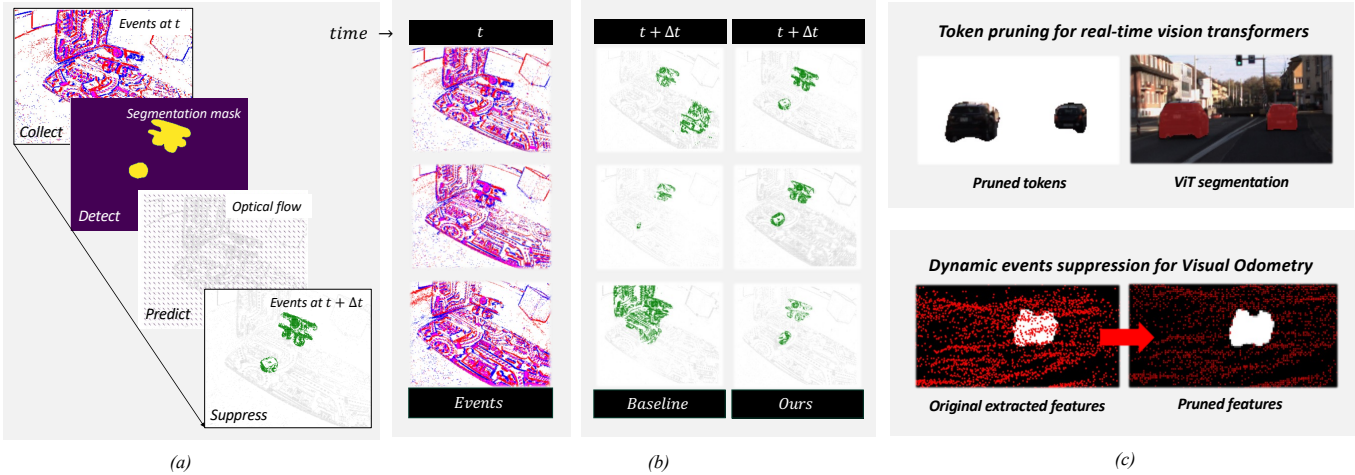 Events at t
Collect
Segmentation mask
Detect
Optical flow
Predict
Events at t + Δt
Suppress
(a)
time →
t
t + Δt
t + Δt
Events
Baseline
Ours
(b)
Token pruning for real-time vision transformers
Pruned tokens
ViT segmentation
Dynamic events suppression for Visual Odometry
Original extracted features
Pruned features
(c)